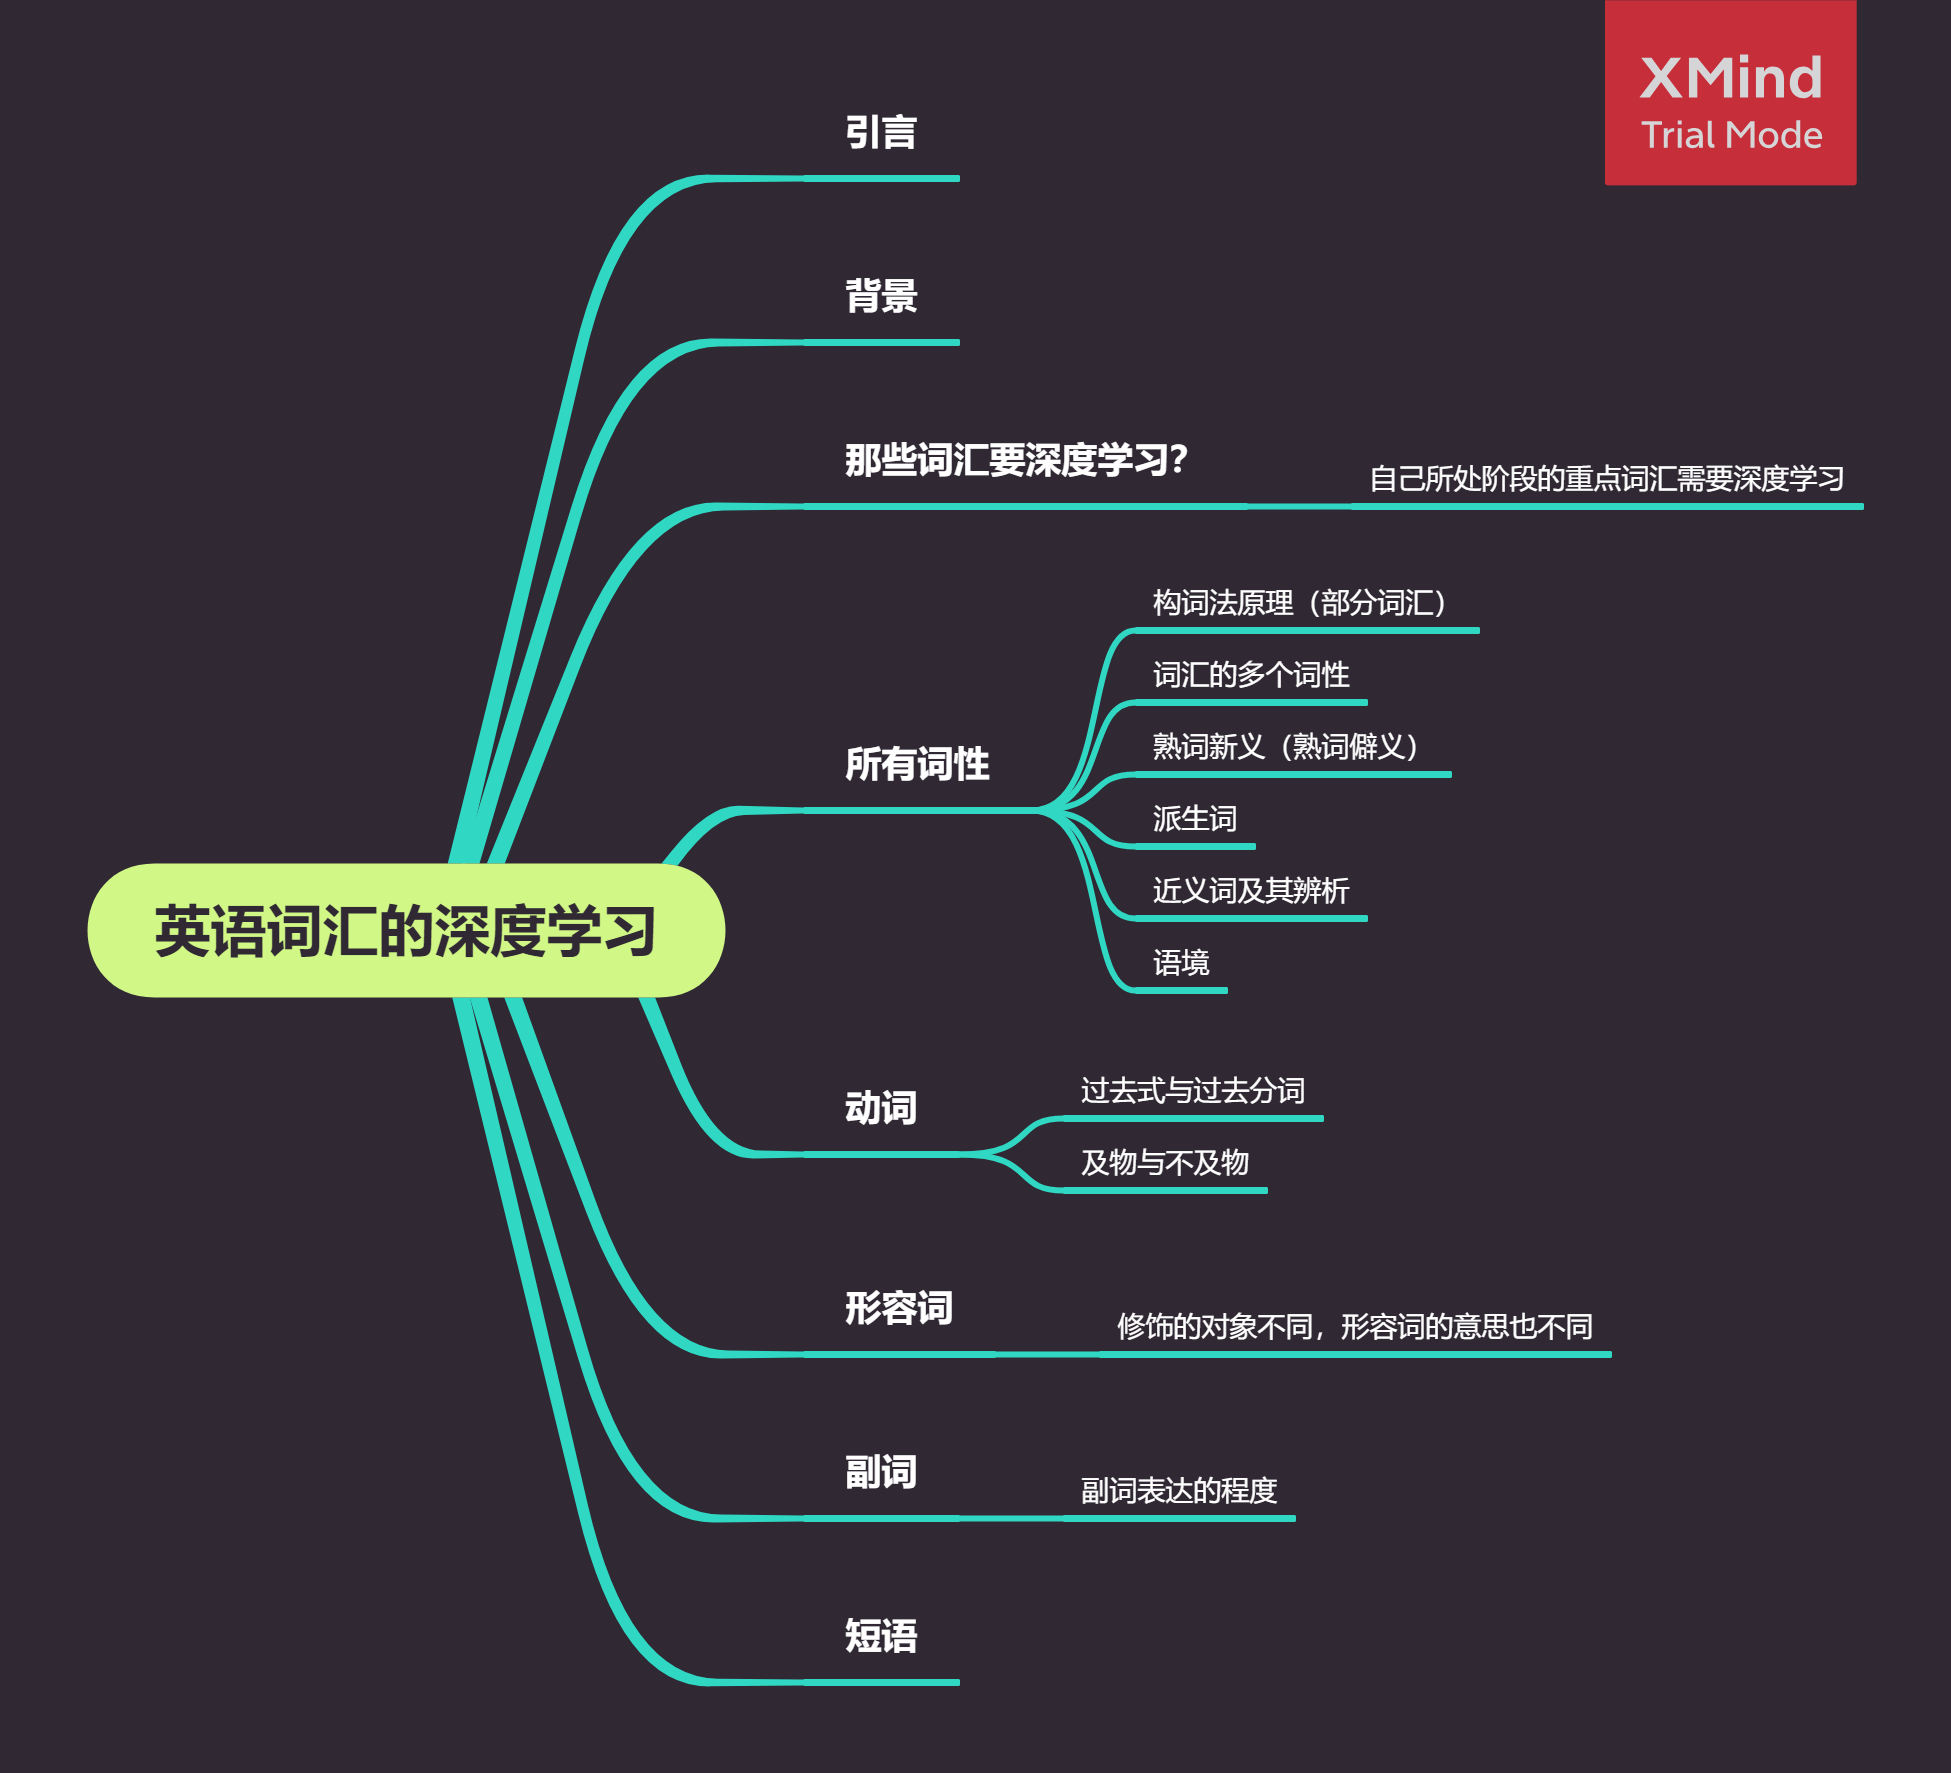 XMind
Trial Mode
引言
背景
那些词汇要深度学习？
自己所处阶段的重点词汇需要深度学习
构词法原理（部分词汇）
词汇的多个词性
熟词新义（熟词僻义）
所有词性
派生词
近义词及其辨析
语境
英语词汇的深度学习
动词
过去式与过去分词
及物与不及物
形容词
修饰的对象不同，形容词的意思也不同
副词
副词表达的程度
短语